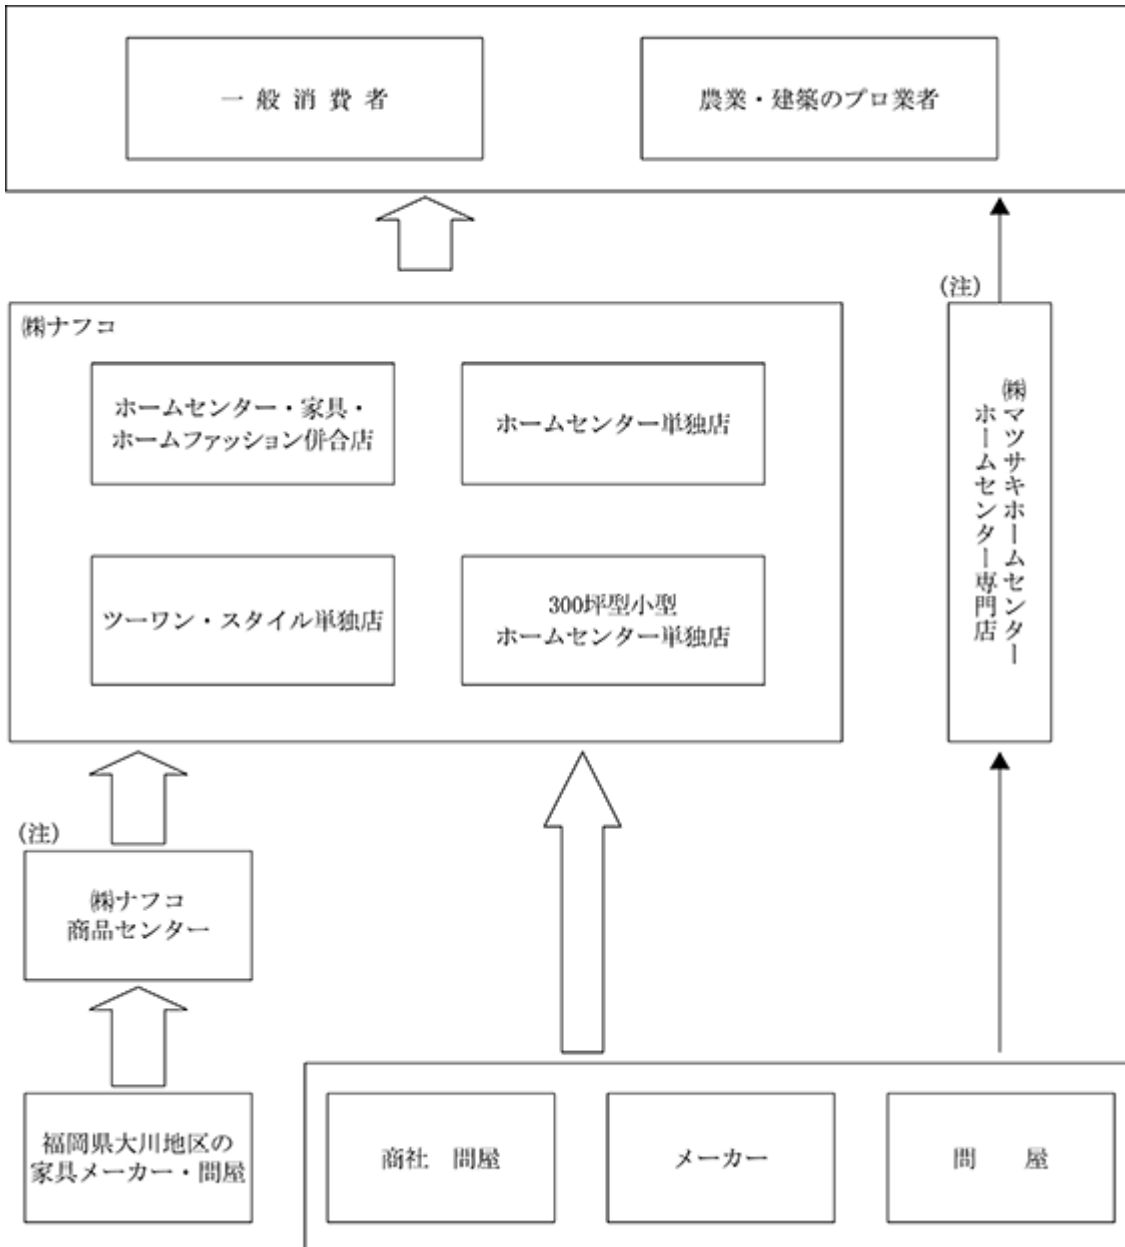 一般消費者
農業・建築のプロ業者
(注)
㈱ナフコ
ホームセンター・家具・
ホームファッション併合店
ホームセンター単独店
ツーワン・スタイル単独店
300坪型小型
ホームセンター単独店
㈱マツサキホームセンター
ホームセンター専門店
(注)
㈱ナフコ
商品センター
福岡県大川地区の
家具メーカー・問屋
商社　問屋
メーカー
問　屋